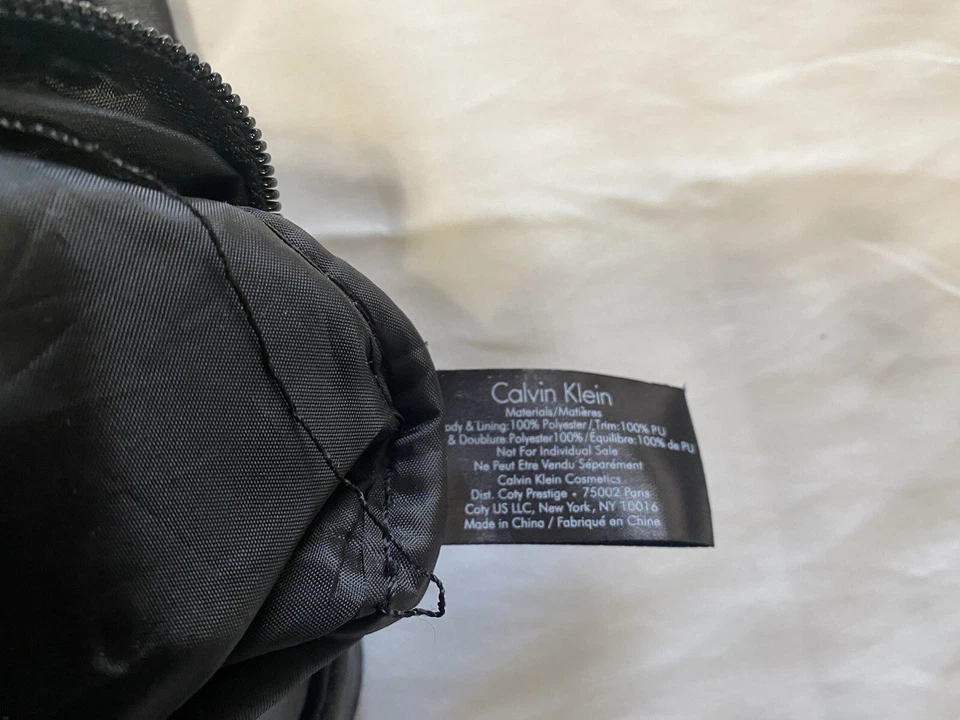 Calvin Klein
Materials/Matières
ody & Lining:100% Polyester/Trim:100% PU
& Doublure:Polyester100%/Équilibre:100% de PU
Not For Individual Sale
Ne Peut Etre Vendu Séparément
Calvin Klein Cosmetics
Dist. Coty Prestige • 75002 Paris
Coty US LLC, New York, NY 10016
Made in China / Fabriqué en Chine